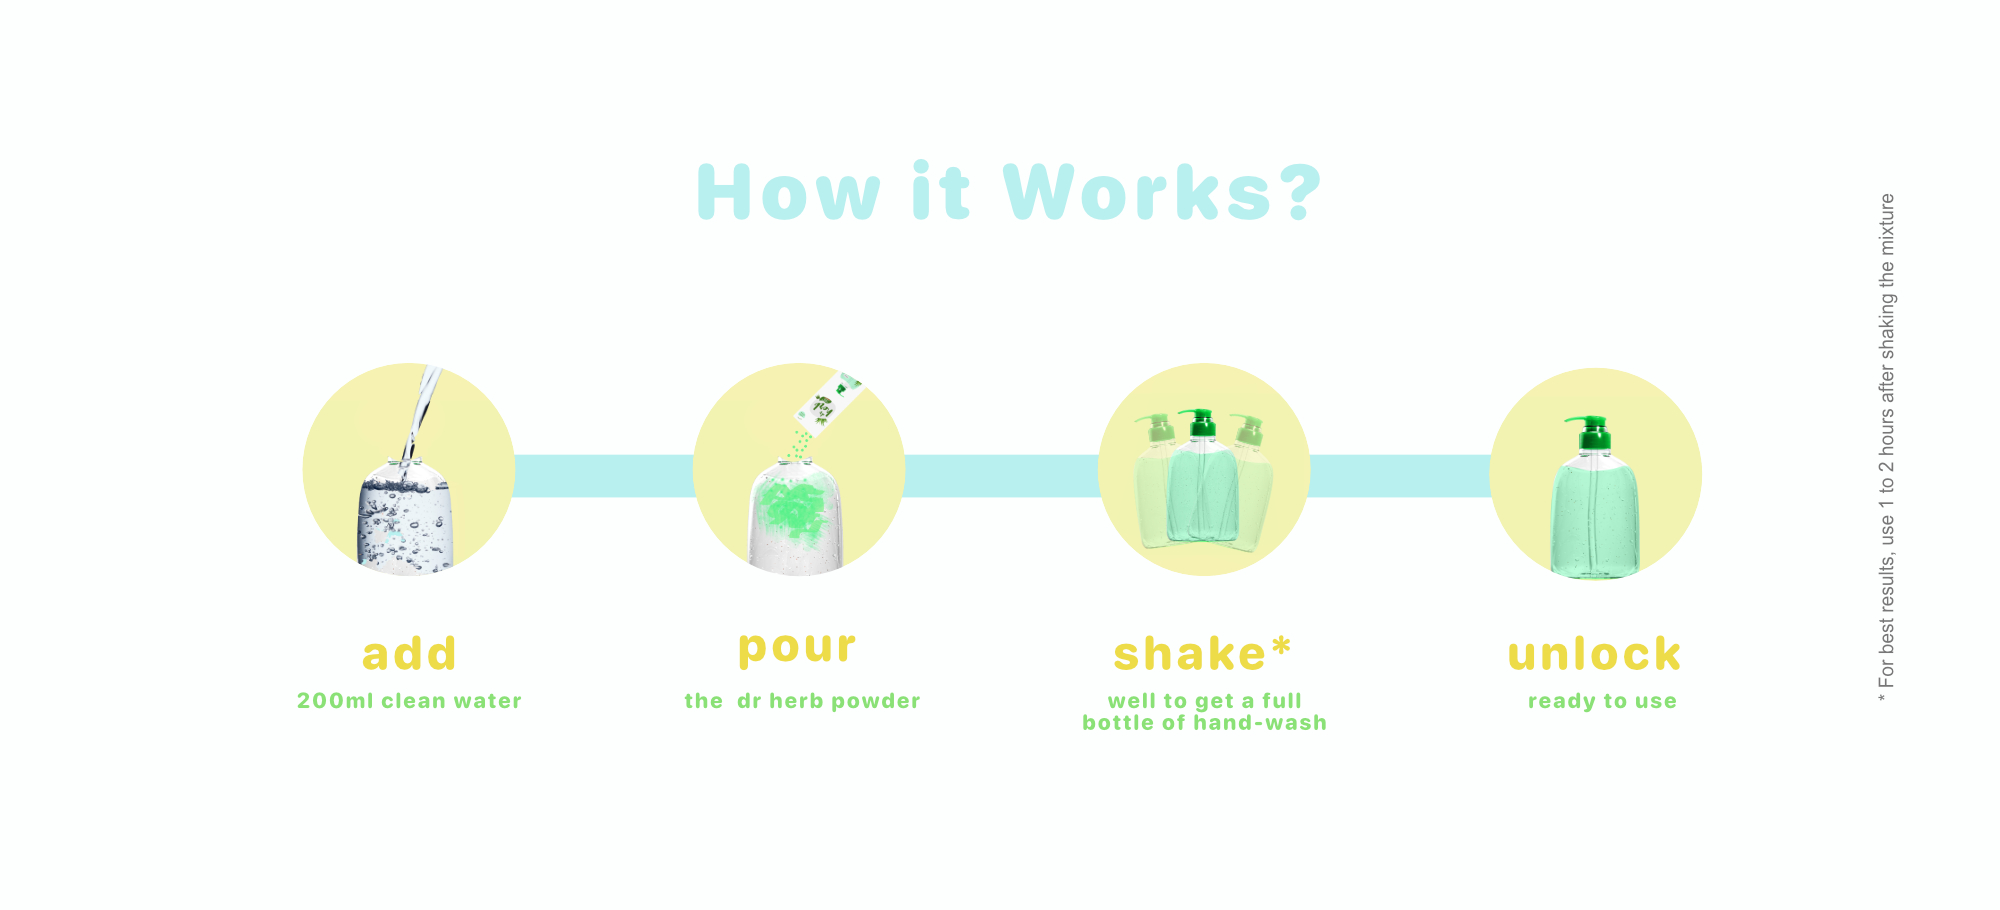 How it Works?
add
200ml clean water
pour
the dr herb powder
shake*
well to get a full
bottle of hand-wash
unlock
ready to use
* For best results, use 1 to 2 hours after shaking the mixture